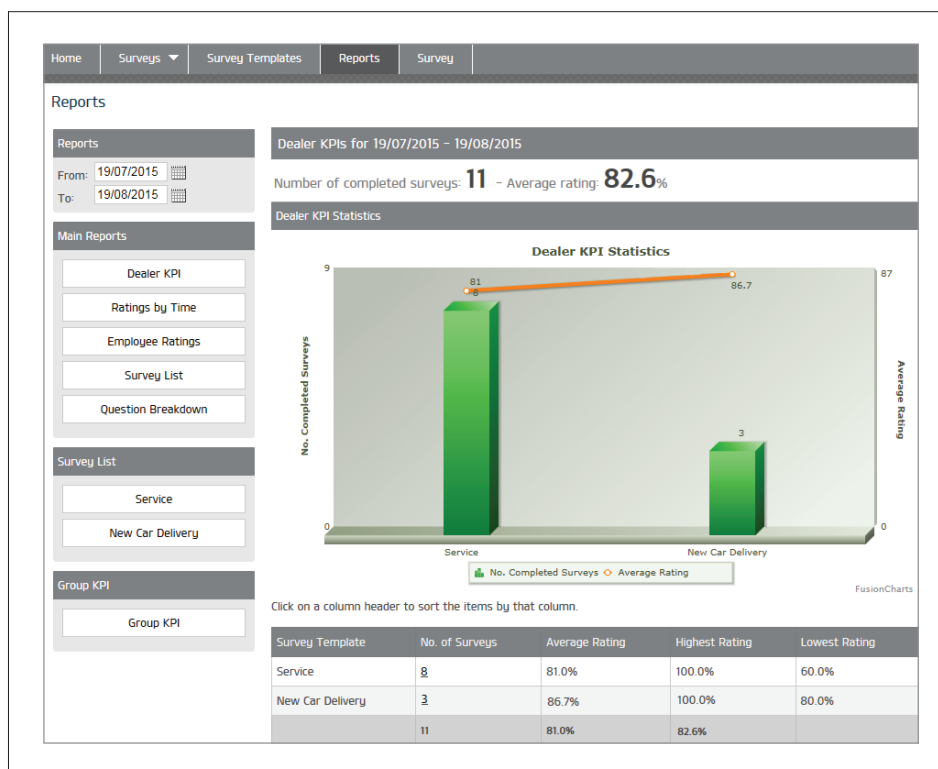 Home Surveys Survey Templates Reports Survey
Reports
Reports
From: 19/07/2015
To: 19/08/2015
Main Reports
Dealer KPI
Ratings by Time
Employee Ratings
Survey List
Question Breakdown
Survey List
Service
New Car Delivery
Group KPI
Group KPI
Dealer KPIs for 19/07/2015 - 19/08/2015
Number of completed surveys: 11 - Average rating: 82.6%
Dealer KPI Statistics
Dealer KPI Statistics
9
87
81
8
86.7
No. Completed Surveys
Average Rating
3
0
0
Service New Car Delivery
No. Completed Surveys Average Rating
FusionCharts
Click on a column header to sort the items by that column.
Survey Template No. of Surveys Average Rating Highest Rating Lowest Rating
Service 8 81.0% 100.0% 60.0%
New Car Delivery 3 86.7% 100.0% 80.0%
11 81.0% 82.6%